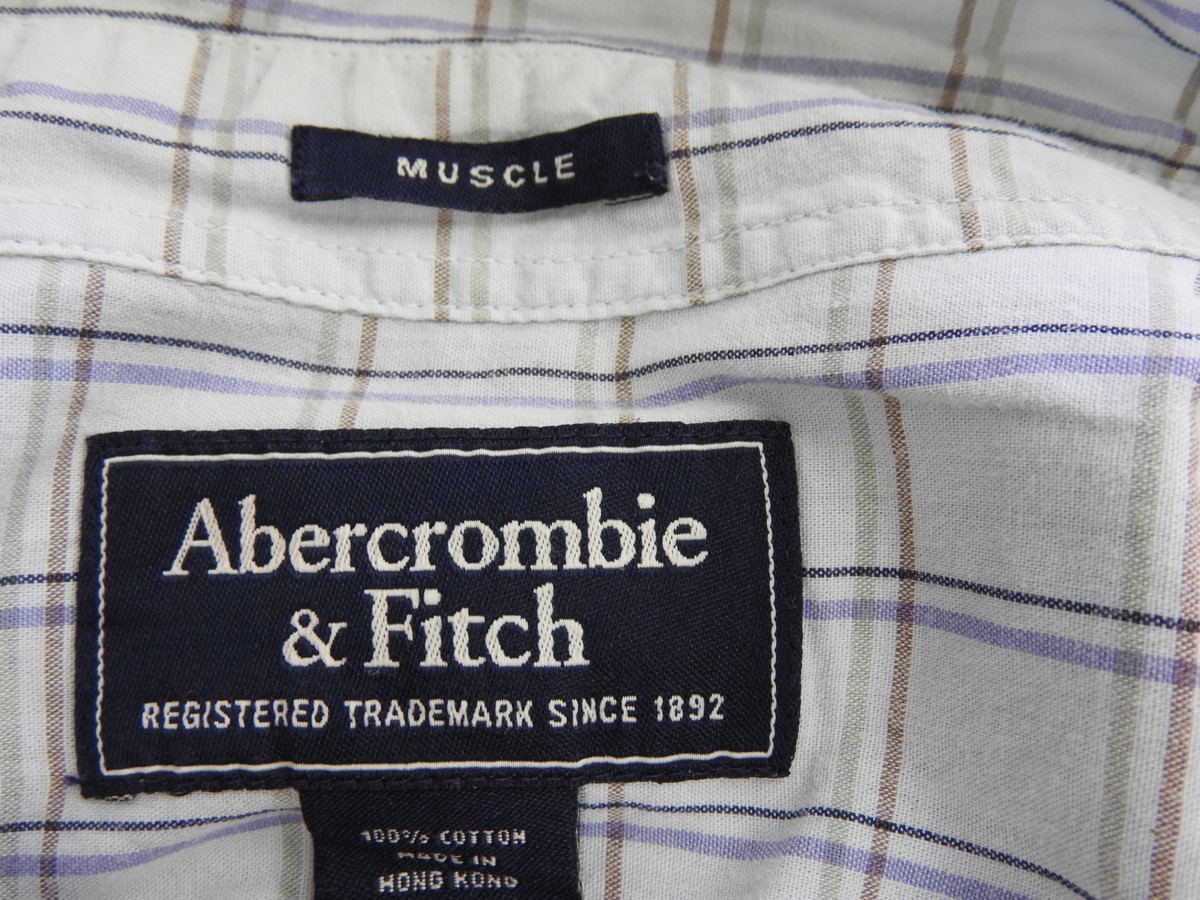 MUSCLE
Abercrombie
& Fitch
REGISTERED TRADEMARK SINCE 1892
100% COTTON
MADE IN
HONG KONG